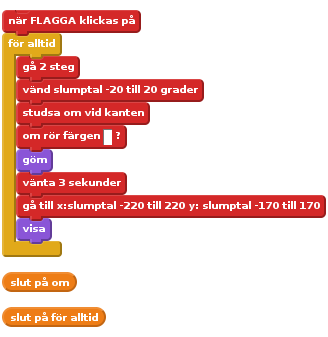 när FLAGGA klickas på
för alltid
gå 2 steg
vänd slumptal -20 till 20 grader
studsa om vid kanten
om rör färgen ?
göm
vänta 3 sekunder
gå till x:slumptal -220 till 220 y: slumptal -170 till 170
visa
slut på om
slut på för alltid